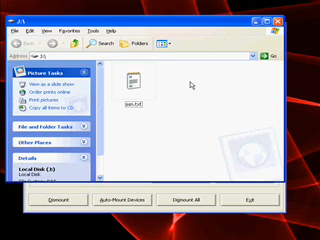 J:\
File Edit View Favorites Tools Help
Back Search Folders
Address J:\ Go
Picture Tasks
View as a slide show
Order prints online
Print pictures
Copy all items to CD
File and Folder Tasks
Other Places
Details
Local Disk (J:)
Local Disk
Dismount Auto-Mount Devices Dismount All Exit